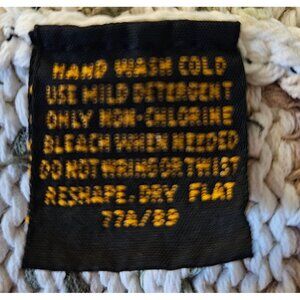 HAND WASH COLD
USE MILD DETERGENT
ONLY NON-CHLORINE
BLEACH WHEN NEEDED
DO NOT WRING OR TWIST
RESHAPE. DRY FLAT
77A/89